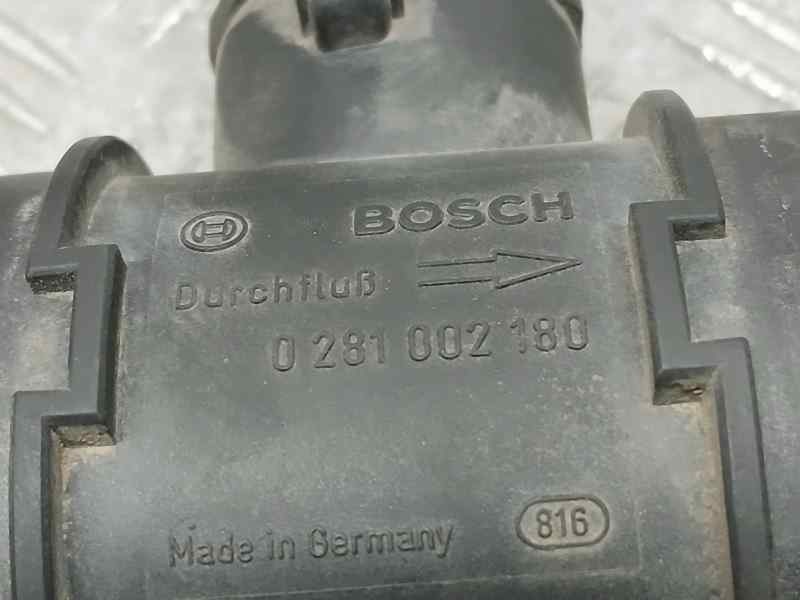 BOSCH
Durchfluß
0 281 002 180
Made in Germany
816